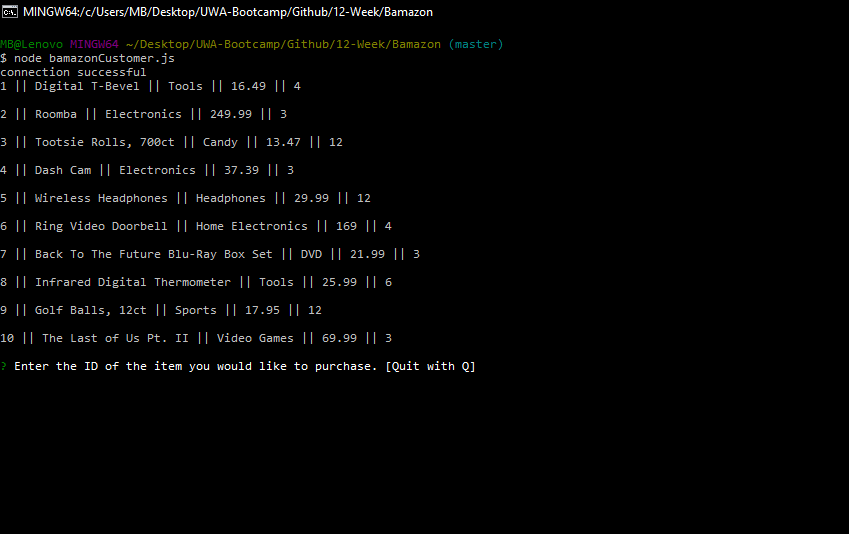 MINGW64:/c/Users/MB/Desktop/UWA-Bootcamp/Github/12-Week/Bamazon
MB@Lenovo MINGW64 ~/Desktop/UWA-Bootcamp/Github/12-Week/Bamazon (master)
$ node bamazonCustomer.js
connection successful
1 || Digital T-Bevel || Tools || 16.49 || 4
2 || Roomba || Electronics || 249.99 || 3
3 || Tootsie Rolls, 700ct || Candy || 13.47 || 12
4 || Dash Cam || Electronics || 37.39 || 3
5 || Wireless Headphones || Headphones || 29.99 || 12
6 || Ring Video Doorbell || Home Electronics || 169 || 4
7 || Back To The Future Blu-Ray Box Set || DVD || 21.99 || 3
8 || Infrared Digital Thermometer || Tools || 25.99 || 6
9 || Golf Balls, 12ct || Sports || 17.95 || 12
10 || The Last of Us Pt. II || Video Games || 69.99 || 3
? Enter the ID of the item you would like to purchase. [Quit with Q]